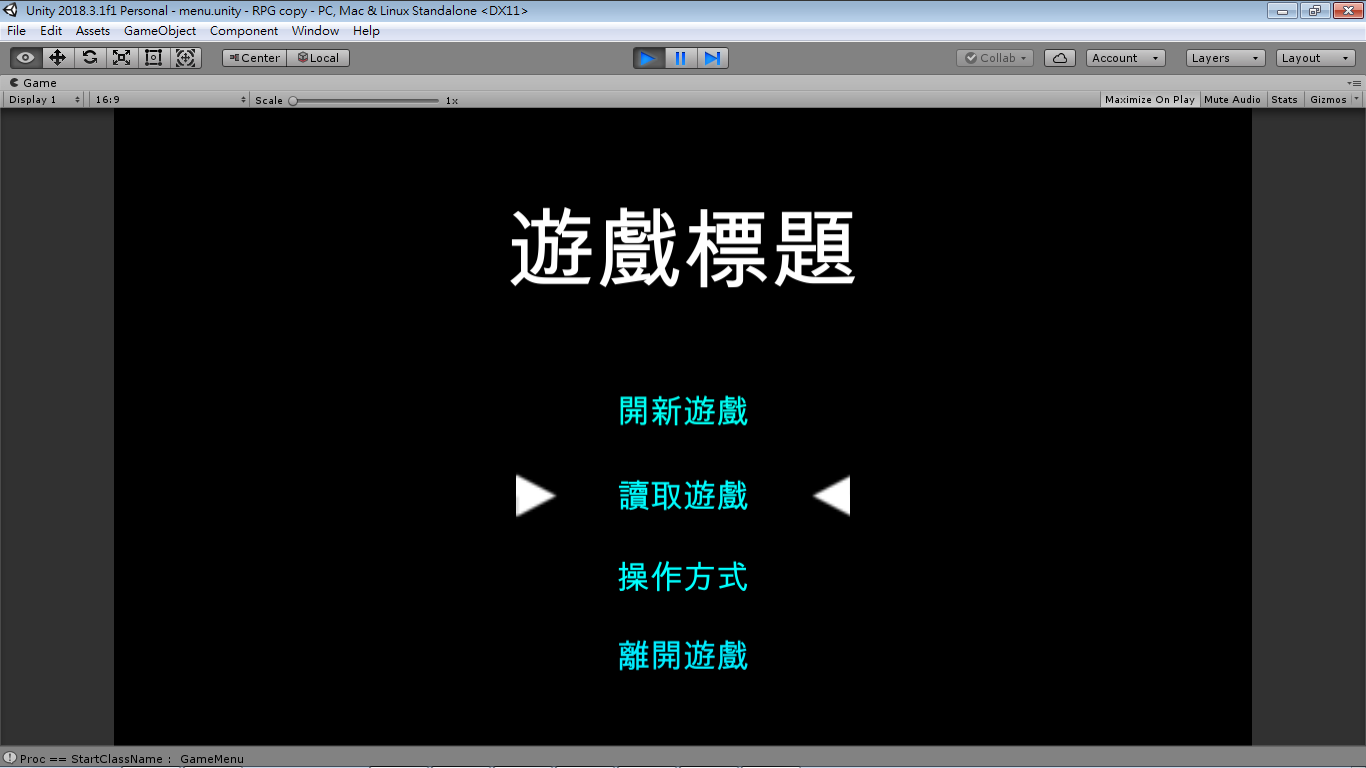 Unity 2018.3.1f1 Personal - menu.unity - RPG copy - PC, Mac & Linux Standalone <DX11>
File Edit Assets GameObject Component Window Help
Center Local Collab Account Layers Layout
Game
Display 1 16:9 Scale 1x Maximize On Play Mute Audio Stats Gizmos
遊戲標題
開新遊戲
讀取遊戲
操作方式
離開遊戲
Proc == StartClassName : GameMenu